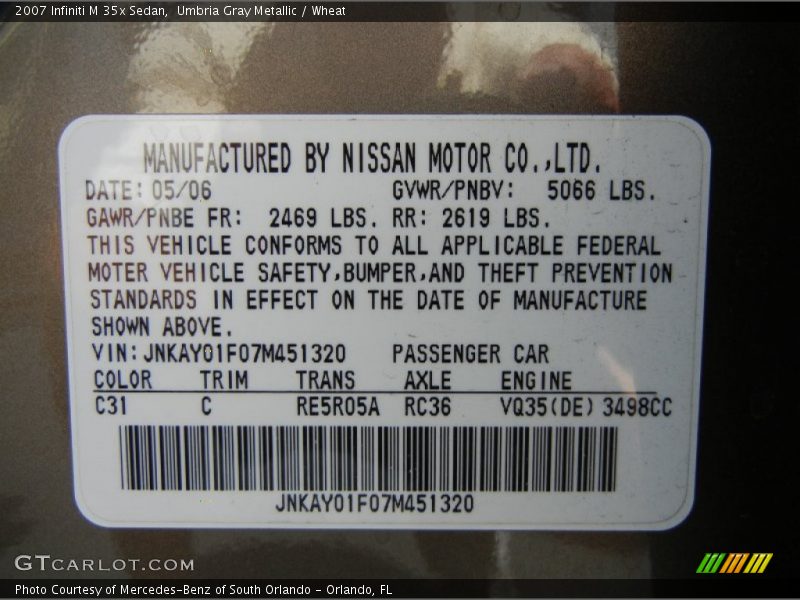 2007 Infiniti M 35x Sedan, Umbria Gray Metallic / Wheat
MANUFACTURED BY NISSAN MOTOR CO.,LTD.
DATE: 05/06 GVWR/PNBV: 5066 LBS.
GAWR/PNBE FR: 2469 LBS. RR: 2619 LBS.
THIS VEHICLE CONFORMS TO ALL APPLICABLE FEDERAL
MOTER VEHICLE SAFETY,BUMPER,AND THEFT PREVENTION
STANDARDS IN EFFECT ON THE DATE OF MANUFACTURE
SHOWN ABOVE.
VIN: JNKAY01F07M451320 PASSENGER CAR
COLOR TRIM TRANS AXLE ENGINE
C31 C RE5R05A RC36 VQ35(DE) 3498CC
JNKAY01F07M451320
GTCARLOT.COM
Photo Courtesy of Mercedes-Benz of South Orlando - Orlando, FL